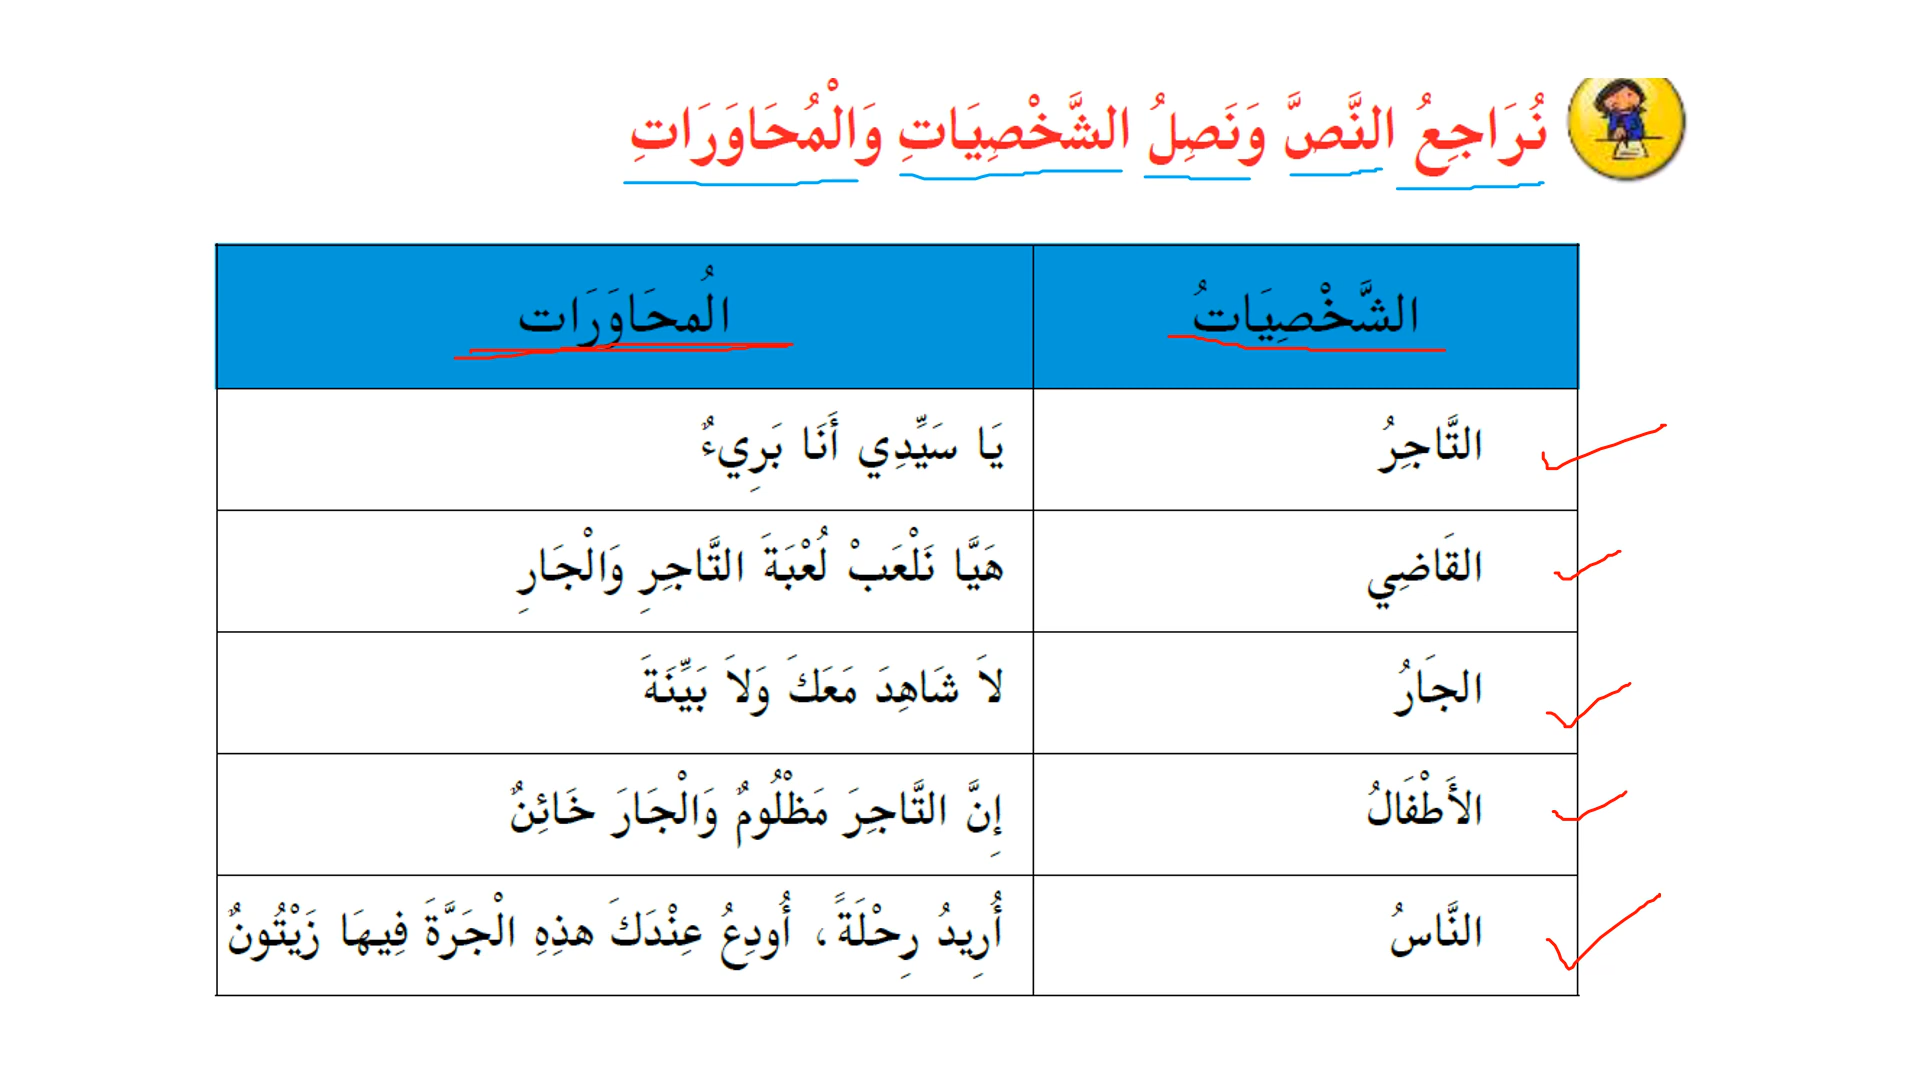 نُرَاجِعُ النَّصَّ وَنَصِلُ الشَّخْصِيَاتِ وَالْمُحَاوَرَاتِ
الشَّخْصِيَاتُ الُمحَاوَرَات
التَّاجِرُ يَا سَيِّدِي أَنَا بَرِيءٌ
القَاضِي هَيَّا نَلْعَبْ لُعْبَةَ التَّاجِرِ وَالْجَارِ
الجَارُ لاَ شَاهِدَ مَعَكَ وَلاَ بَيِّنَةَ
الأَطْفَالُ إِنَّ التَّاجِرَ مَظْلُومٌ وَالْجَارَ خَائِنٌ
النَّاسُ أُرِيدُ رِحْلَةً، أُودِعُ عِنْدَكَ هذِهِ الْجَرَّةَ فِيهَا زَيْتُونٌ